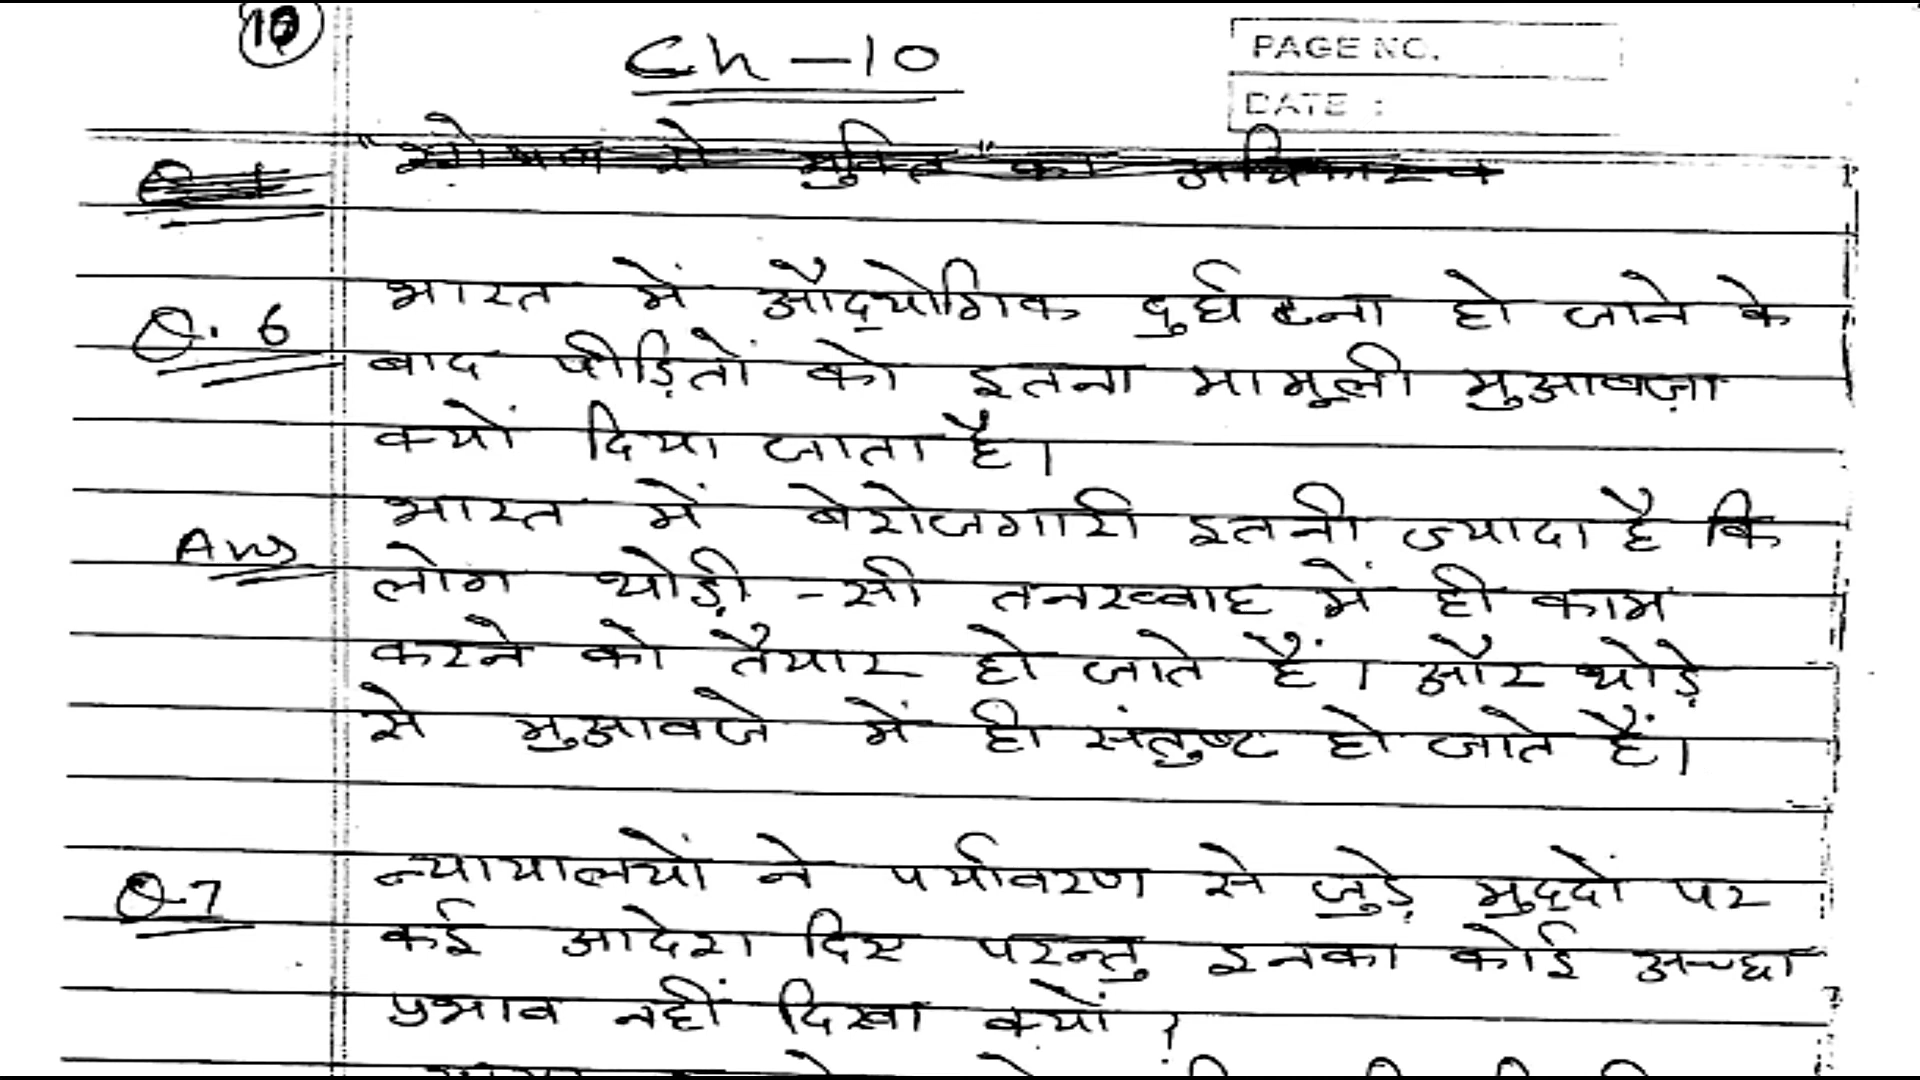 10
Ch - 10
PAGE NO.
DATE :
"शोषण से मुक्ति" का
Q. 6 भारत में औद्योगिक दुर्घटना हो जाने के
बाद पीड़ितों को इतना मामूली मुआवज़ा
क्यों दिया जाता है।
Ans भारत में बेरोजगारी इतनी ज्यादा है कि
लोग थोड़ी -सी तनख्वाह में ही काम
करने को तैयार हो जाते हैं। और थोड़े
से मुआवजे में ही संतुष्ट हो जाते हैं।
Q.7 न्यायालयों ने पर्यावरण से जुड़े मुद्दों पर
कई आदेश दिए परन्तु इनका कोई अच्छा
प्रभाव नहीं दिखा क्यों ?